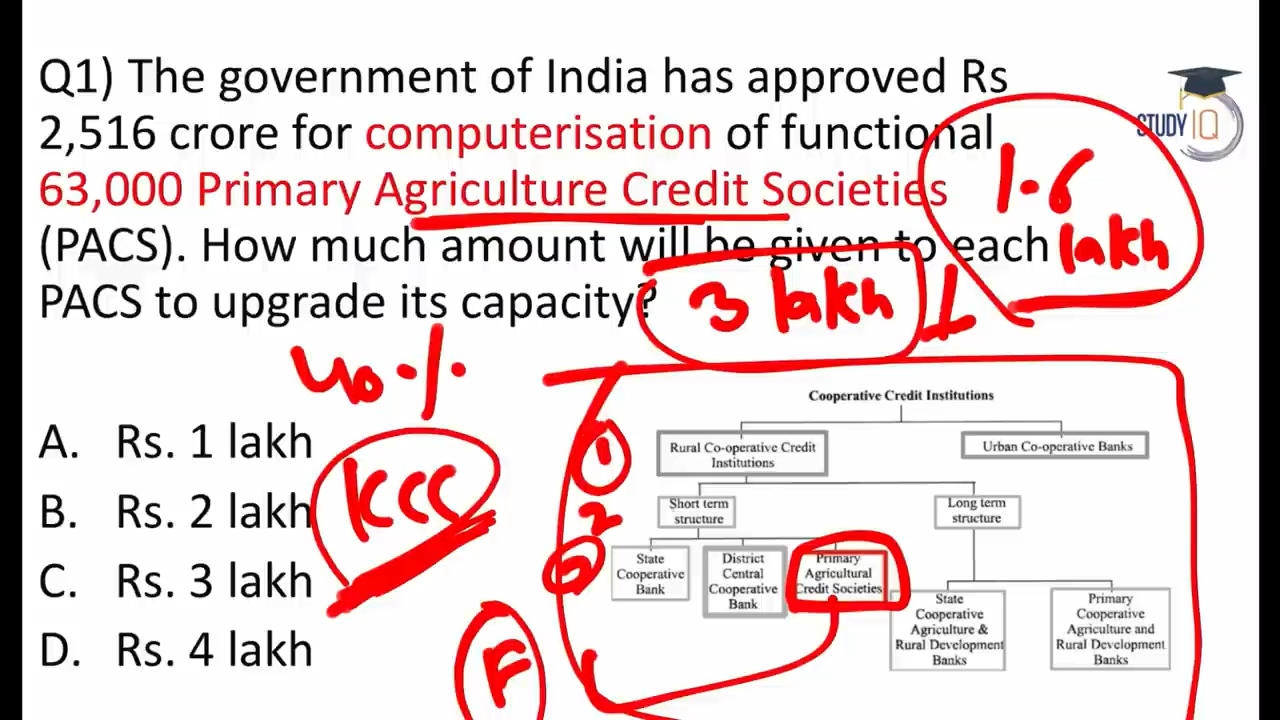 Q1) The government of India has approved Rs
2,516 crore for computerisation of functional
63,000 Primary Agriculture Credit Societies
(PACS). How much amount will be given to each
PACS to upgrade its capacity?
STUDY IQ
1.6
lakh
3 lakh
40 %
A. Rs. 1 lakh
B. Rs. 2 lakh
C. Rs. 3 lakh
D. Rs. 4 lakh
KCC
F
1
2
Cooperative Credit Institutions
Rural Co-operative Credit
Institutions
Urban Co-operative Banks
Short term
structure
Long term
structure
State
Cooperative
Bank
District
Central
Cooperative
Bank
Primary
Agricultural
Credit Societies
State
Cooperative
Agriculture &
Rural Development
Banks
Primary
Cooperative
Agriculture and
Rural Development
Banks